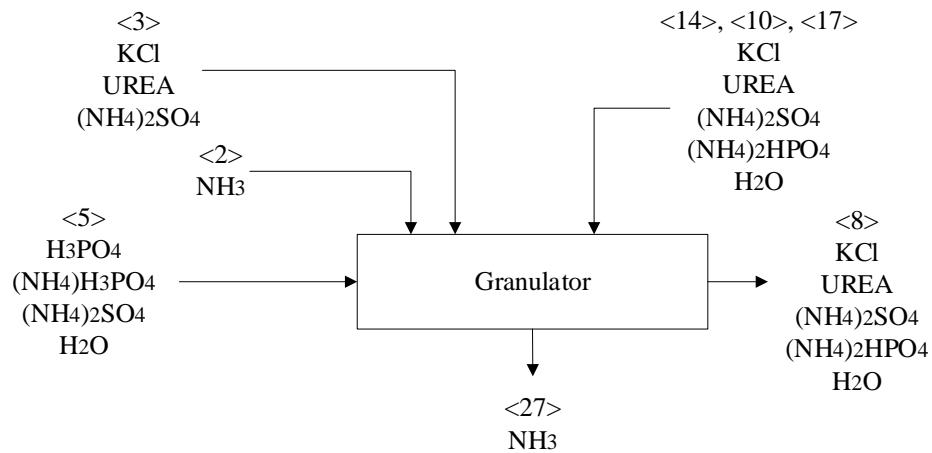 <3>
KCl
UREA
(NH4)2SO4
<14>, <10>, <17>
KCl
UREA
(NH4)2SO4
(NH4)2HPO4
H2O
<2>
NH3
<5>
H3PO4
(NH4)H3PO4
(NH4)2SO4
H2O
Granulator
<8>
KCl
UREA
(NH4)2SO4
(NH4)2HPO4
H2O
<27>
NH3